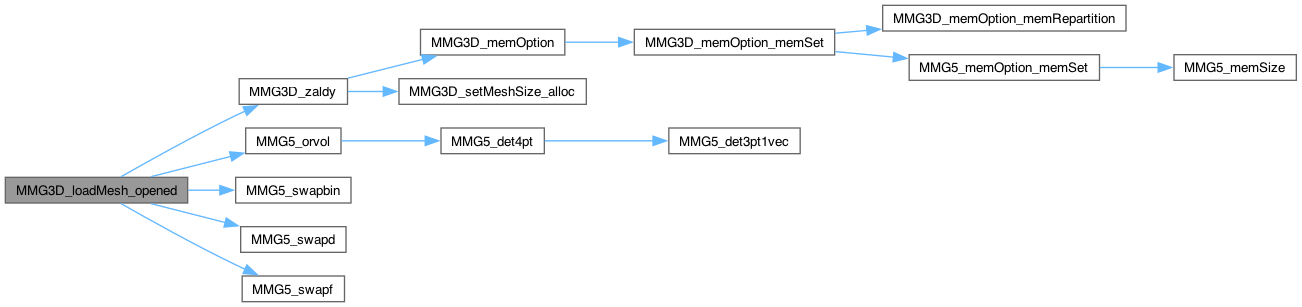 MMG3D_loadMesh_opened
MMG3D_zaldy
MMG3D_memOption
MMG3D_memOption_memSet
MMG3D_memOption_memRepartition
MMG5_memOption_memSet
MMG5_memSize
MMG3D_setMeshSize_alloc
MMG5_orvol
MMG5_det4pt
MMG5_det3pt1vec
MMG5_swapbin
MMG5_swapd
MMG5_swapf